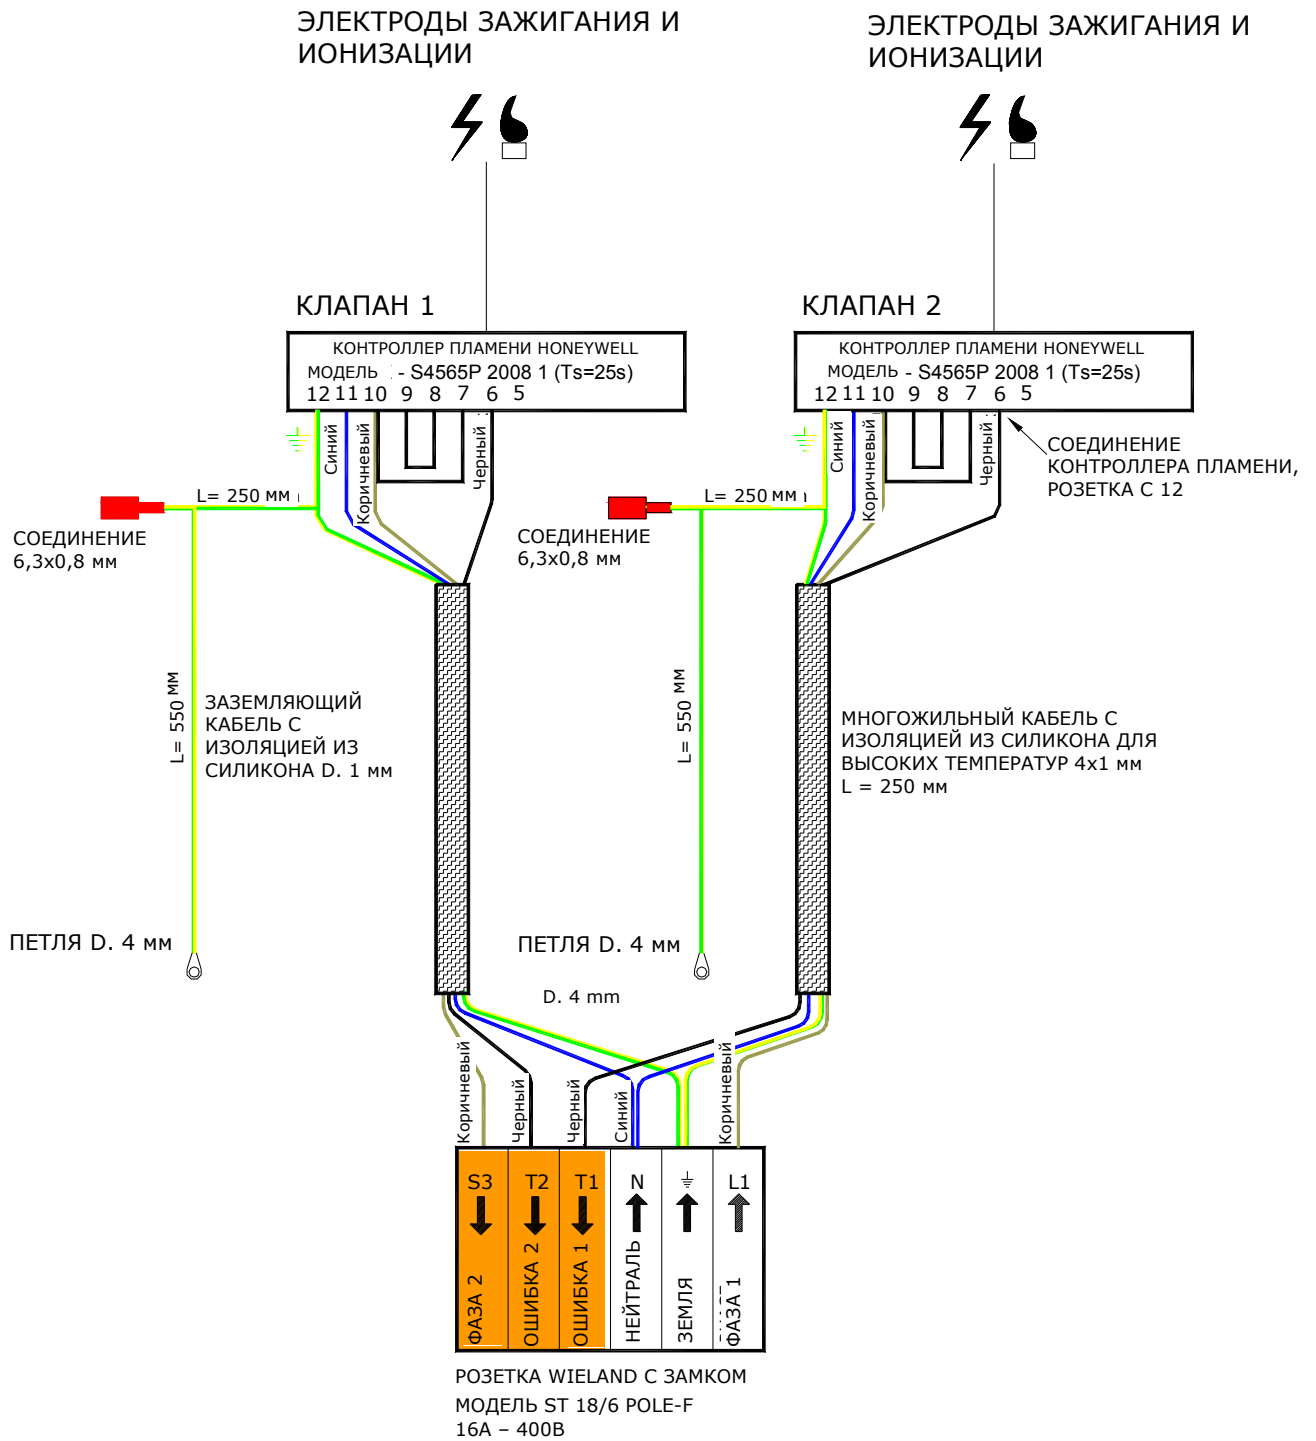 ЭЛЕКТРОДЫ ЗАЖИГАНИЯ И
ИОНИЗАЦИИ
ЭЛЕКТРОДЫ ЗАЖИГАНИЯ И
ИОНИЗАЦИИ
КЛАПАН 1
КОНТРОЛЛЕР ПЛАМЕНИ HONEYWELL
МОДЕЛЬ - S4565P 2008 1 (Ts=25s)
12 11 10 9 8 7 6 5
КЛАПАН 2
КОНТРОЛЛЕР ПЛАМЕНИ HONEYWELL
МОДЕЛЬ - S4565P 2008 1 (Ts=25s)
12 11 10 9 8 7 6 5
Синий
Коричневый
Черный
Синий
Коричневый
Черный
СОЕДИНЕНИЕ
КОНТРОЛЛЕРА ПЛАМЕНИ,
РОЗЕТКА С 12
L= 250 мм
СОЕДИНЕНИЕ
6,3x0,8 мм
L= 250 мм
СОЕДИНЕНИЕ
6,3x0,8 мм
L= 550 мм
ЗАЗЕМЛЯЮЩИЙ
КАБЕЛЬ С
ИЗОЛЯЦИЕЙ ИЗ
СИЛИКОНА D. 1 мм
L= 550 мм
МНОГОЖИЛЬНЫЙ КАБЕЛЬ С
ИЗОЛЯЦИЕЙ ИЗ СИЛИКОНА ДЛЯ
ВЫСОКИХ ТЕМПЕРАТУР 4x1 мм
L = 250 мм
ПЕТЛЯ D. 4 мм
ПЕТЛЯ D. 4 мм
D. 4 mm
Коричневый
Черный
Черный
Синий
Коричневый
S3
T2
T1
N
L1
ФАЗА 2
ОШИБКА 2
ОШИБКА 1
НЕЙТРАЛЬ
ЗЕМЛЯ
ФАЗА 1
РОЗЕТКА WIELAND С ЗАМКОМ
МОДЕЛЬ ST 18/6 POLE-F
16А – 400В